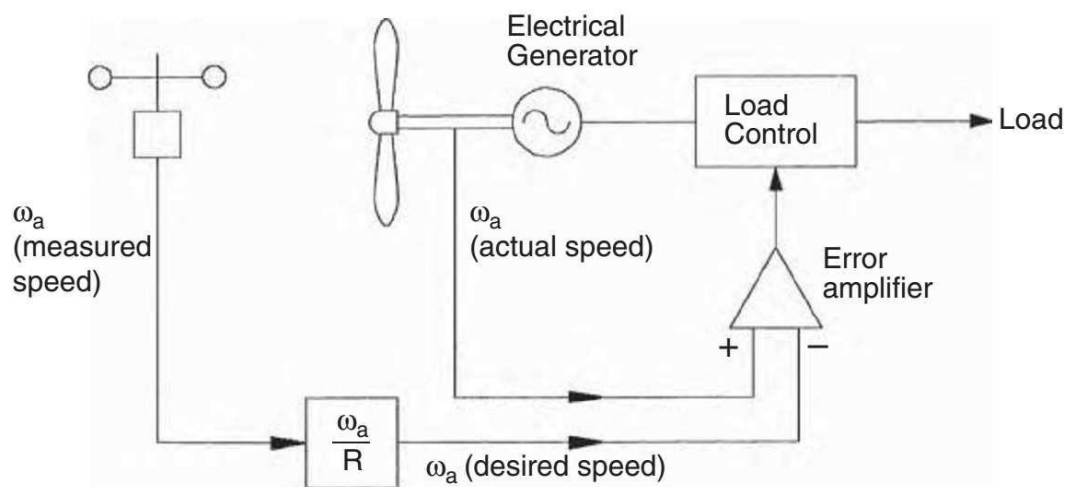 Electrical
Generator
Load
Control
Load
ωₐ
(measured
speed)
ωₐ
(actual speed)
Error
amplifier
+
−
ωₐ
R
ωₐ (desired speed)